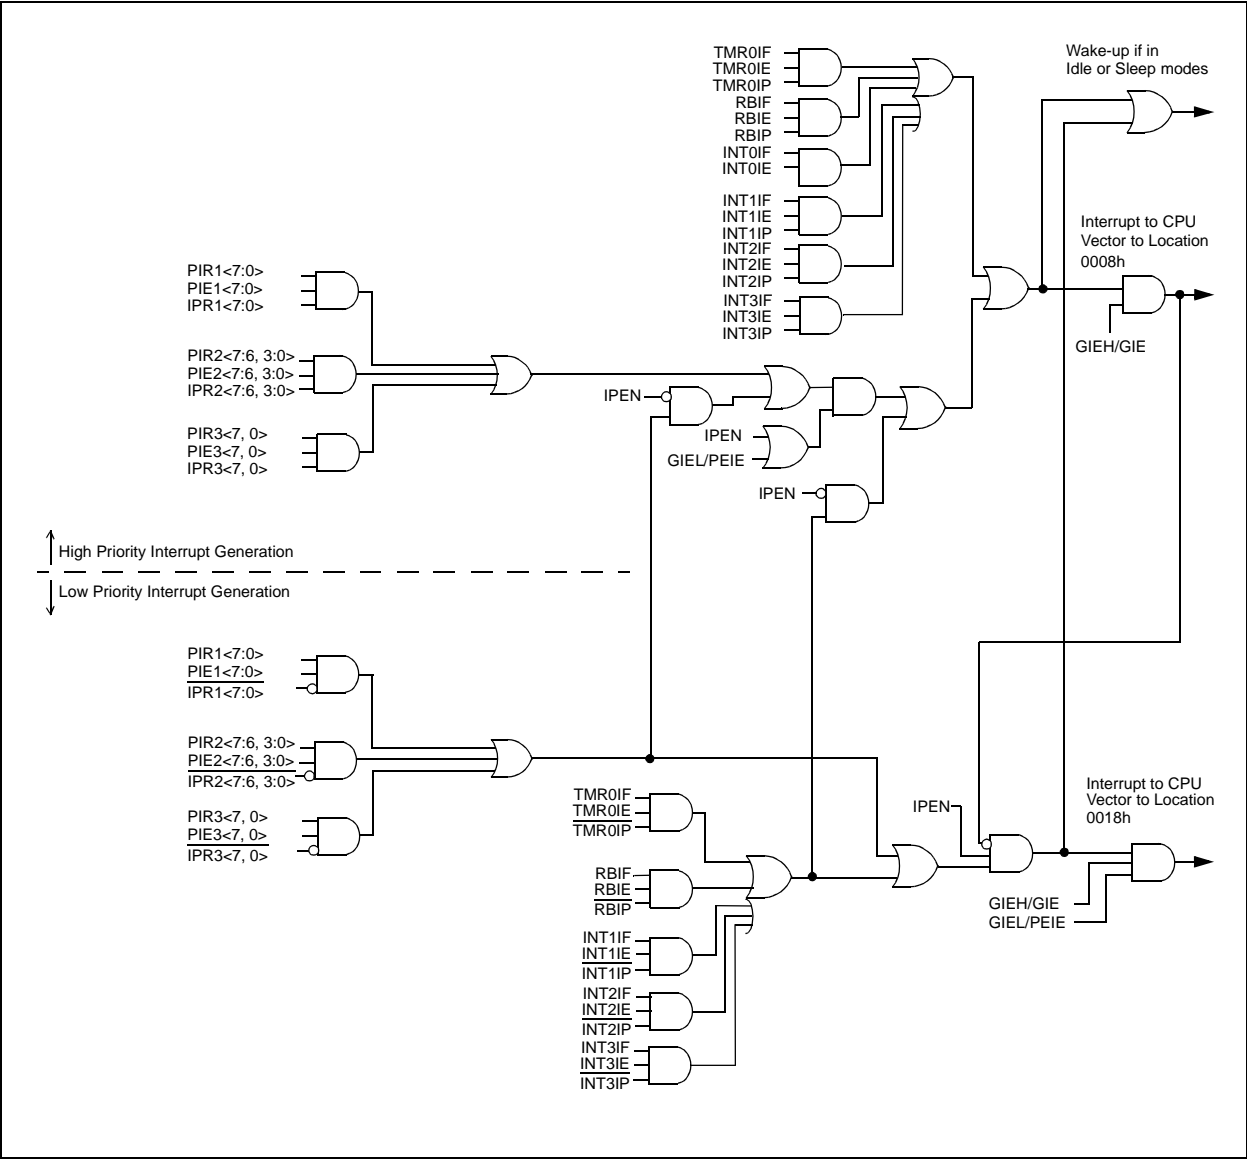 TMR0IF
TMR0IE
TMR0IP
RBIF
RBIE
RBIP
INT0IF
INT0IE
INT1IF
INT1IE
INT1IP
INT2IF
INT2IE
INT2IP
INT3IF
INT3IE
INT3IP
Wake-up if in
Idle or Sleep modes
Interrupt to CPU
Vector to Location
0008h
GIEH/GIE
PIR1<7:0>
PIE1<7:0>
IPR1<7:0>
PIR2<7:6, 3:0>
PIE2<7:6, 3:0>
IPR2<7:6, 3:0>
PIR3<7, 0>
PIE3<7, 0>
IPR3<7, 0>
IPEN
IPEN
GIEL/PEIE
IPEN
High Priority Interrupt Generation
Low Priority Interrupt Generation
PIR1<7:0>
PIE1<7:0>
IPR1<7:0>
PIR2<7:6, 3:0>
PIE2<7:6, 3:0>
IPR2<7:6, 3:0>
PIR3<7, 0>
PIE3<7, 0>
IPR3<7, 0>
TMR0IF
TMR0IE
TMR0IP
RBIF
RBIE
RBIP
INT1IF
INT1IE
INT1IP
INT2IF
INT2IE
INT2IP
INT3IF
INT3IE
INT3IP
IPEN
Interrupt to CPU
Vector to Location
0018h
GIEH/GIE
GIEL/PEIE